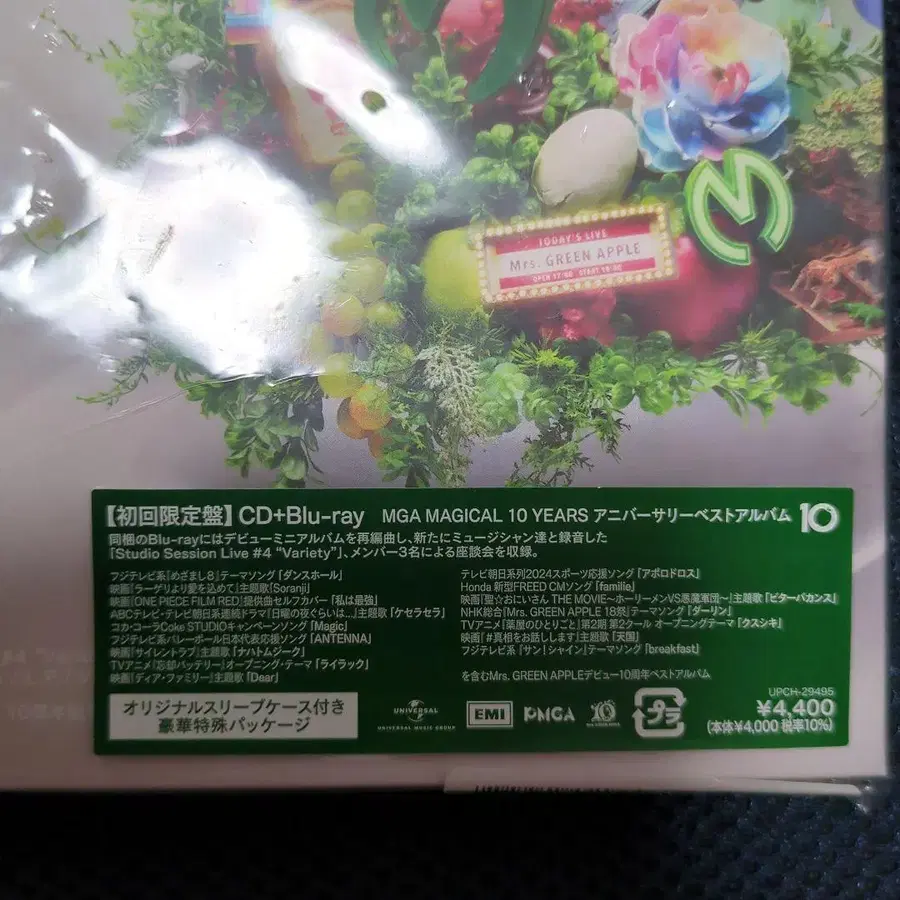 TODAY'S LIVE
Mrs. GREEN APPLE
OPEN 17:00 START 18:00
【初回限定盤】CD+Blu-ray MGA MAGICAL 10 YEARS アニバーサリーベストアルバム 10
同梱のBlu-rayにはデビューミニアルバムを再編曲し、新たにミュージシャン達と録音した
「Studio Session Live #4 “Variety”」、メンバー3名による座談会を収録。
フジテレビ系「めざまし8」テーマソング「ダンスホール」
映画「ラーゲリより愛を込めて」主題歌「Soranji」
映画『ONE PIECE FILM RED』提供曲セルフカバー「私は最強」
ABCテレビ・テレビ朝日系連続ドラマ『日曜の夜ぐらいは...』主題歌「ケセラセラ」
コカ・コーラCoke STUDIOキャンペーンソング「Magic」
フジテレビ系バレーボール日本代表応援ソング「ANTENNA」
映画『サイレントラブ』主題歌「ナハトムジーク」
TVアニメ『忘却バッテリー』オープニング・テーマ「ライラック」
映画『ディア・ファミリー』主題歌「Dear」
テレビ朝日系列2024スポーツ応援ソング「アポロドロス」
Honda 新型FREED CMソング「familie」
映画『聖☆おにいさん THE MOVIE～ホーリーメンVS悪魔軍団～』主題歌「ビターバカンス」
NHK総合「Mrs. GREEN APPLE 18祭」テーマソング「ダーリン」
TVアニメ『薬屋のひとりごと』第2期 第2クール オープニングテーマ「クスシキ」
映画『#真相をお話しします』主題歌「天国」
フジテレビ系『サン！シャイン』テーマソング「breakfast」
を含むMrs. GREEN APPLEデビュー10周年ベストアルバム
オリジナルスリーブケース付き
豪華特殊パッケージ
UNIVERSAL
UNIVERSAL MUSIC GROUP
EMI
PMGA
10
プラ
UPCH-29495
¥4,400
(本体¥4,000 税率10%)